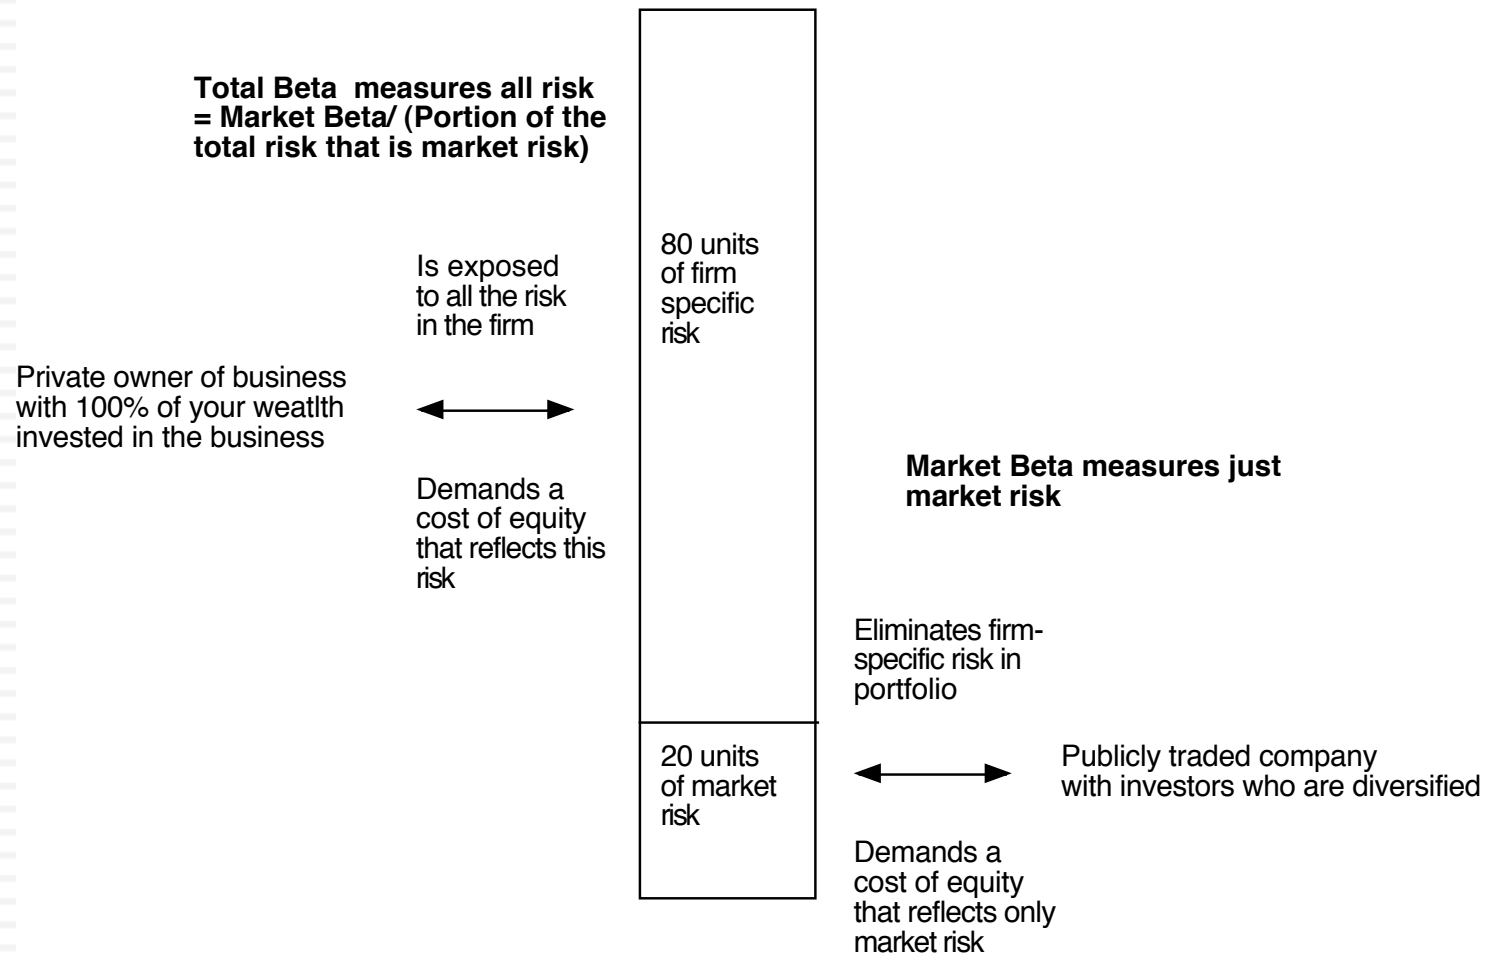 Total Beta  measures all risk
= Market Beta/ (Portion of the
total risk that is market risk)
80 units
of firm
specific
risk
Is exposed
to all the risk
in the firm
Private owner of business
with 100% of your weatlth
invested in the business
Demands a
cost of equity
that reflects this
risk
Market Beta measures just
market risk
Eliminates firm-
specific risk in
portfolio
20 units
of market
risk
Publicly traded company
with investors who are diversified
Demands a
cost of equity
that reflects only
market risk